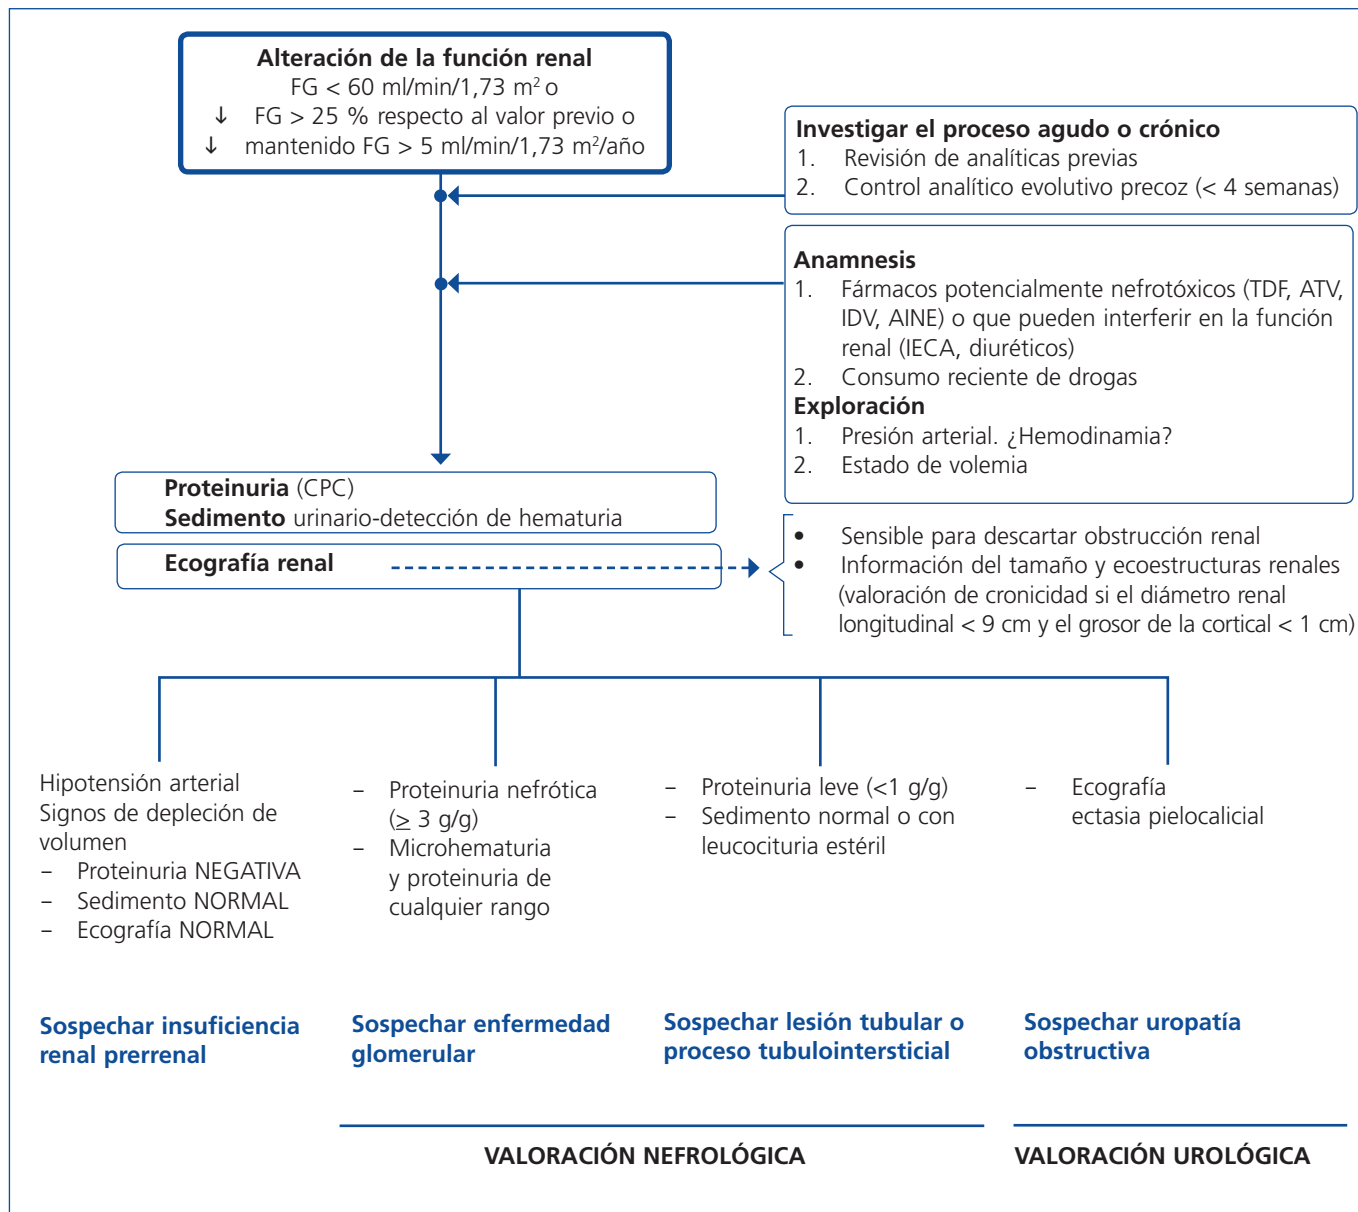 Alteración de la función renal
FG < 60 ml/min/1,73 m² o
↓ FG > 25 % respecto al valor previo o
↓ mantenido FG > 5 ml/min/1,73 m²/año
Investigar el proceso agudo o crónico
1. Revisión de analíticas previas
2. Control analítico evolutivo precoz (< 4 semanas)
Anamnesis
1. Fármacos potencialmente nefrotóxicos (TDF, ATV,
IDV, AINE) o que pueden interferir en la función
renal (IECA, diuréticos)
2. Consumo reciente de drogas
Exploración
1. Presión arterial. ¿Hemodinamia?
2. Estado de volemia
Proteinuria (CPC)
Sedimento urinario-detección de hematuria
Ecografía renal
• Sensible para descartar obstrucción renal
• Información del tamaño y ecoestructuras renales
(valoración de cronicidad si el diámetro renal
longitudinal < 9 cm y el grosor de la cortical < 1 cm)
Hipotensión arterial
Signos de depleción de
volumen
– Proteinuria NEGATIVA
– Sedimento NORMAL
– Ecografía NORMAL
– Proteinuria nefrótica
(≥ 3 g/g)
– Microhematuria
y proteinuria de
cualquier rango
– Proteinuria leve (<1 g/g)
– Sedimento normal o con
leucocituria estéril
– Ecografía
ectasia pielocalicial
Sospechar insuficiencia
renal prerrenal
Sospechar enfermedad
glomerular
Sospechar lesión tubular o
proceso tubulointersticial
Sospechar uropatía
obstructiva
VALORACIÓN NEFROLÓGICA
VALORACIÓN UROLÓGICA